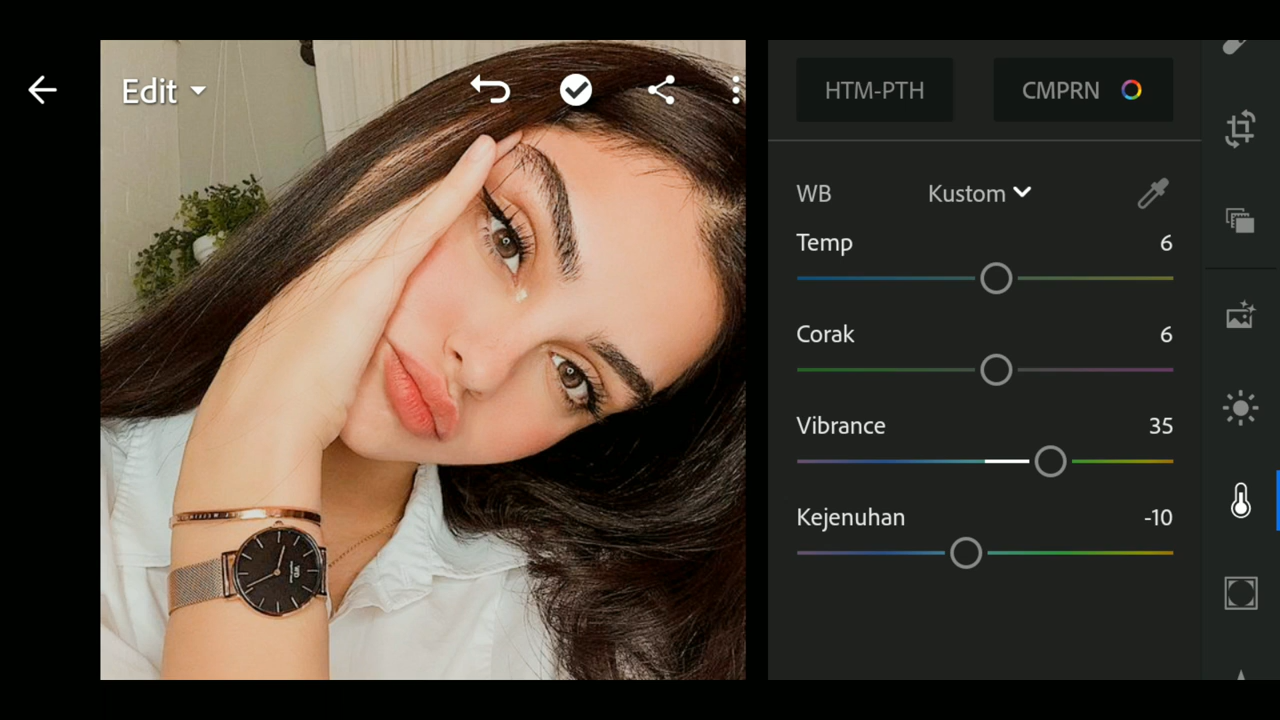 Edit
HTM-PTH
CMPRN
WB
Kustom
Temp
6
Corak
6
Vibrance
35
Kejenuhan
-10